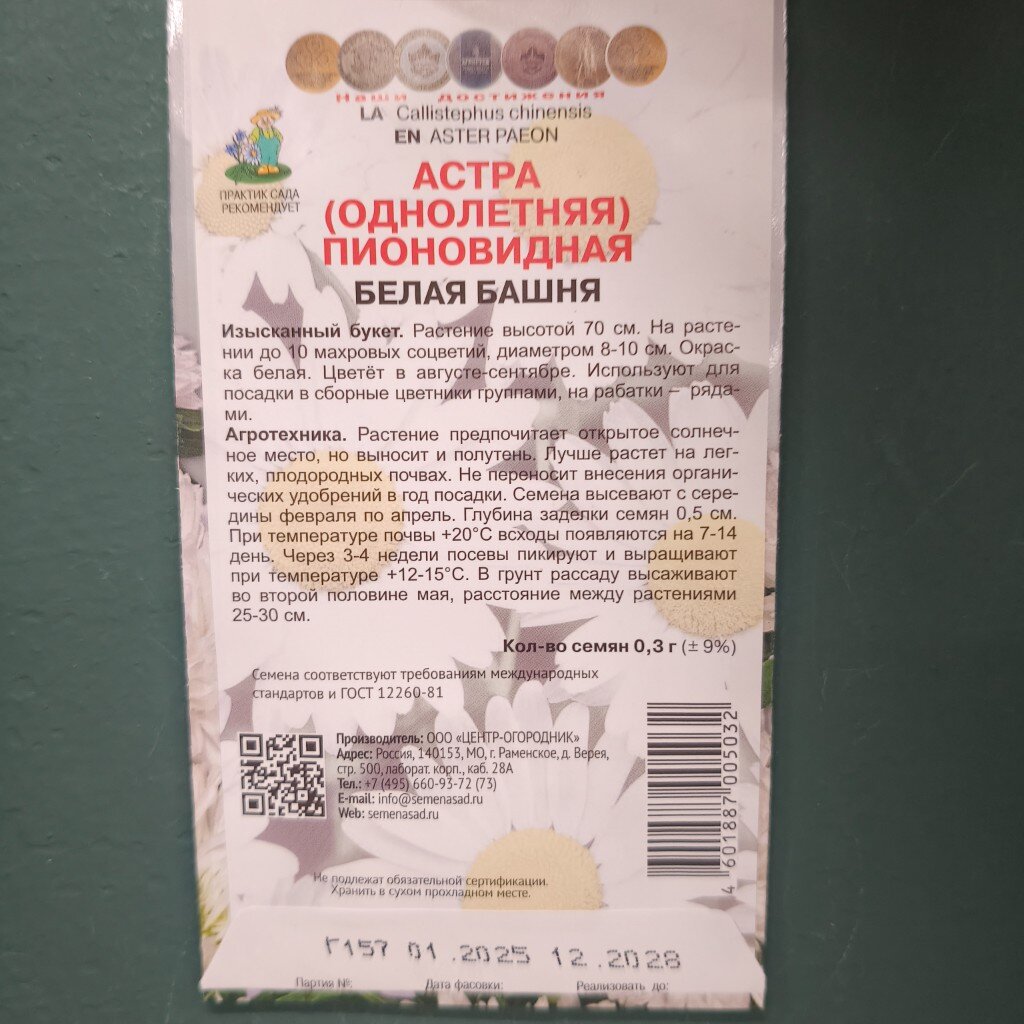 Наши достижения
LA Callistephus chinensis
EN ASTER PAEON
ПРАКТИК САДА
РЕКОМЕНДУЕТ
АСТРА
(ОДНОЛЕТНЯЯ)
ПИОНОВИДНАЯ
БЕЛАЯ БАШНЯ
Изысканный букет. Растение высотой 70 см. На расте-
нии до 10 махровых соцветий, диаметром 8-10 см. Окрас-
ка белая. Цветёт в августе-сентябре. Используют для
посадки в сборные цветники группами, на рабатки – ряда-
ми.
Агротехника. Растение предпочитает открытое солнеч-
ное место, но выносит и полутень. Лучше растет на лег-
ких, плодородных почвах. Не переносит внесения органи-
ческих удобрений в год посадки. Семена высевают с сере-
дины февраля по апрель. Глубина заделки семян 0,5 см.
При температуре почвы +20°С всходы появляются на 7-14
день. Через 3-4 недели посевы пикируют и выращивают
при температуре +12-15°С. В грунт рассаду высаживают
во второй половине мая, расстояние между растениями
25-30 см.
Кол-во семян 0,3 г (± 9%)
Семена соответствуют требованиям международных
стандартов и ГОСТ 12260-81
Производитель: ООО «ЦЕНТР-ОГОРОДНИК»
Адрес: Россия, 140153, МО, г. Раменское, д. Верея,
стр. 500, лаборат. корп., каб. 28А
Тел.: +7 (495) 660-93-72 (73)
E-mail: info@semenasad.ru
Web: semenasad.ru
4 601887 005032
Не подлежат обязательной сертификации.
Хранить в сухом прохладном месте.
Г157 01.2025 12.2028
Партия №: Дата фасовки: Реализовать до: